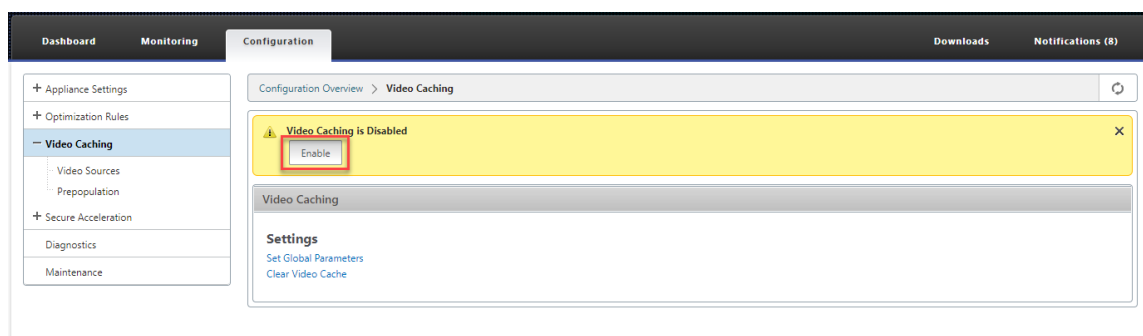 Dashboard Monitoring Configuration Downloads Notifications (8)
+ Appliance Settings
+ Optimization Rules
− Video Caching
Video Sources
Prepopulation
+ Secure Acceleration
Diagnostics
Maintenance
Configuration Overview > Video Caching
Video Caching is Disabled
Enable
Video Caching
Settings
Set Global Parameters
Clear Video Cache